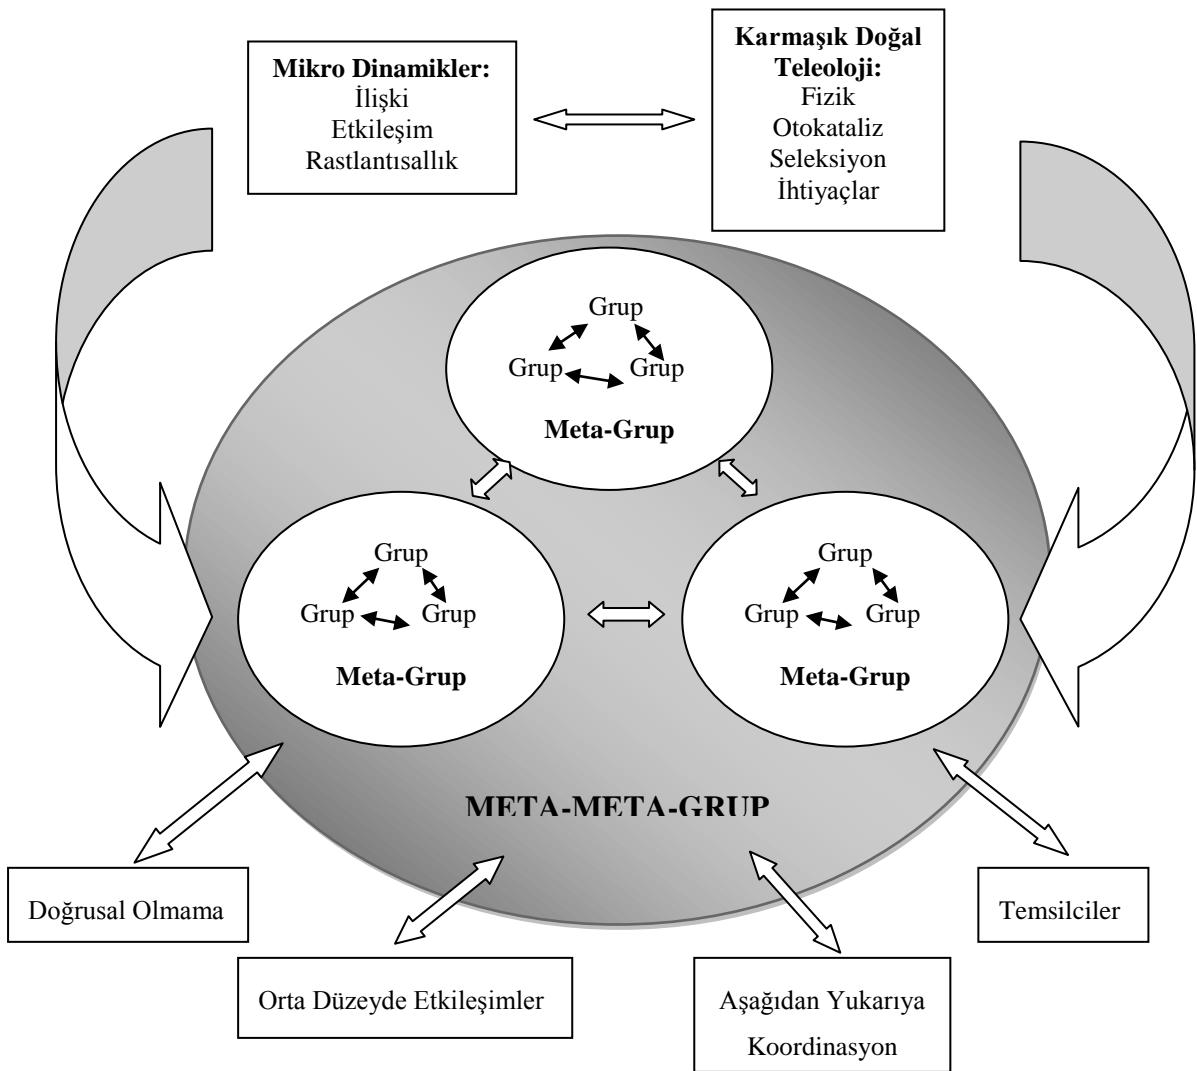 Mikro Dinamikler:
İlişki
Etkileşim
Rastlantısallık
Karmaşık Doğal
Teleoloji:
Fizik
Otokataliz
Seleksiyon
İhtiyaçlar
Grup
Grup
Grup
Meta-Grup
Grup
Grup
Grup
Meta-Grup
Grup
Grup
Grup
Meta-Grup
META-META-GRUP
Doğrusal Olmama
Orta Düzeyde Etkileşimler
Aşağıdan Yukarıya
Koordinasyon
Temsilciler